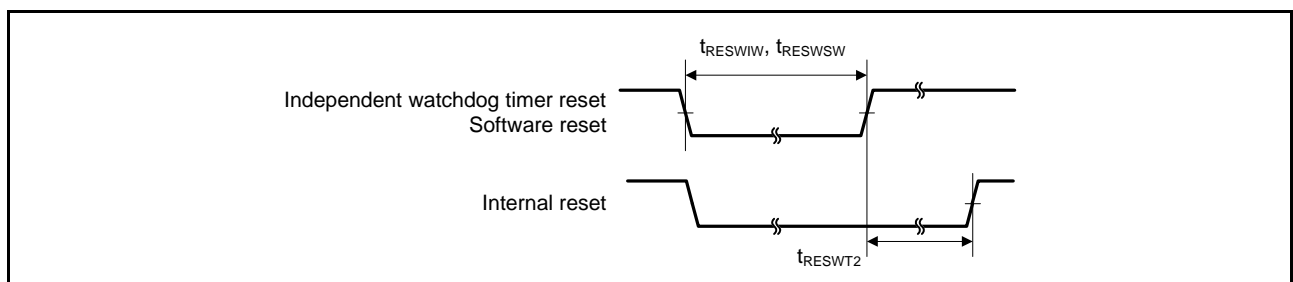 tRESWIW, tRESWSW
Independent watchdog timer reset
Software reset
Internal reset
tRESWT2